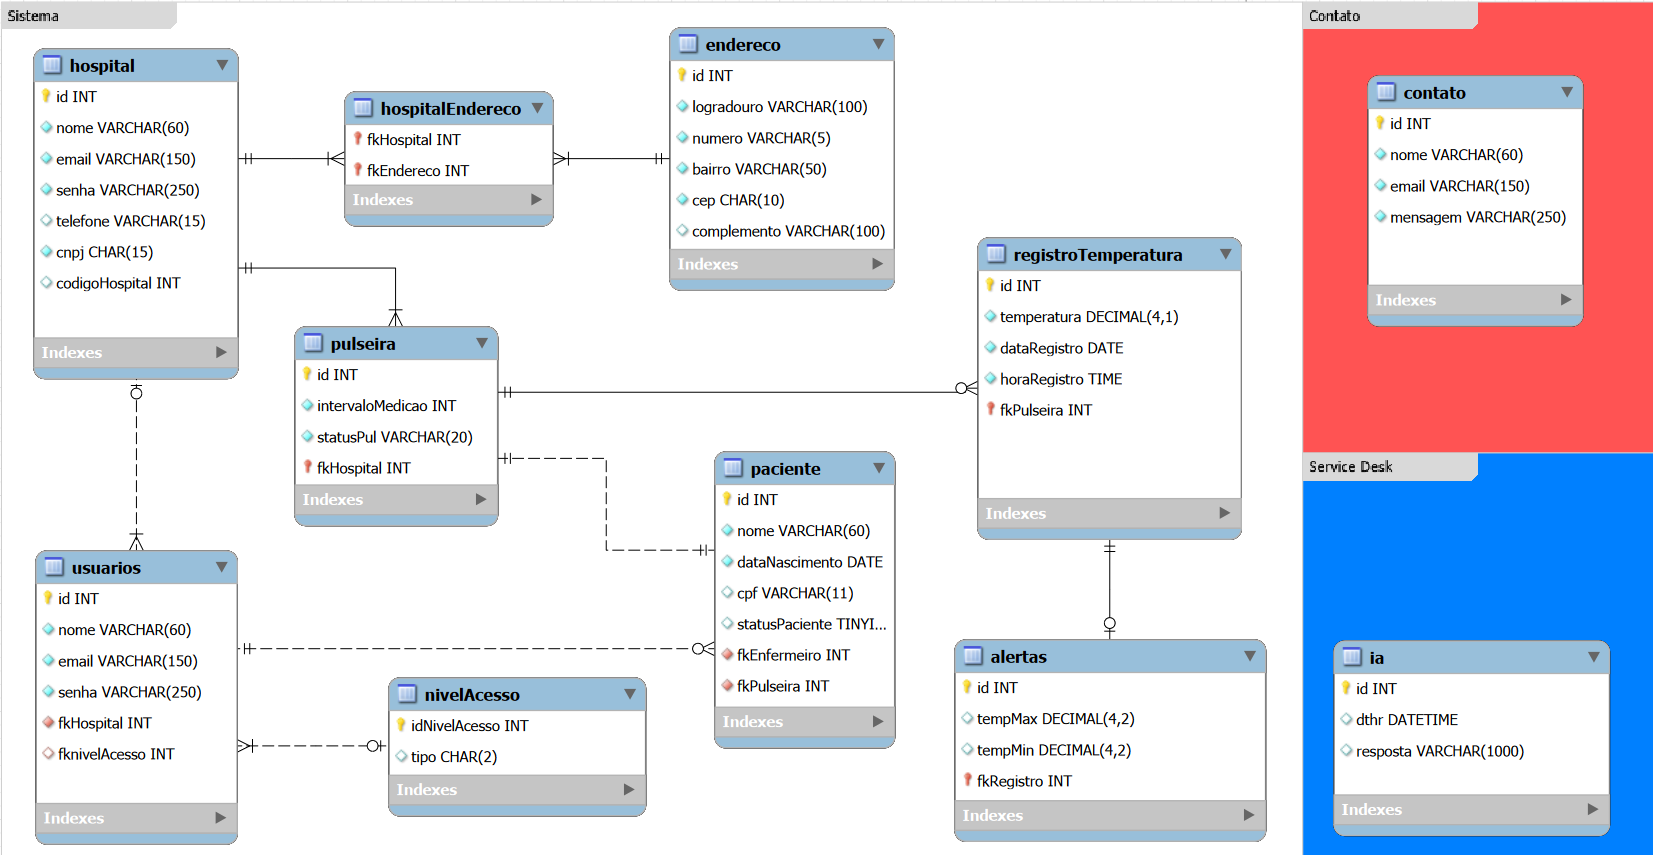 Sistema
hospital
id INT
nome VARCHAR(60)
email VARCHAR(150)
senha VARCHAR(250)
telefone VARCHAR(15)
cnpj CHAR(15)
codigoHospital INT
Indexes
hospitalEndereco
fkHospital INT
fkEndereco INT
Indexes
endereco
id INT
logradouro VARCHAR(100)
numero VARCHAR(5)
bairro VARCHAR(50)
cep CHAR(10)
complemento VARCHAR(100)
Indexes
pulseira
id INT
intervaloMedicao INT
statusPul VARCHAR(20)
fkHospital INT
Indexes
registroTemperatura
id INT
temperatura DECIMAL(4,1)
dataRegistro DATE
horaRegistro TIME
fkPulseira INT
Indexes
paciente
id INT
nome VARCHAR(60)
dataNascimento DATE
cpf VARCHAR(11)
statusPaciente TINYI...
fkEnfermeiro INT
fkPulseira INT
Indexes
usuarios
id INT
nome VARCHAR(60)
email VARCHAR(150)
senha VARCHAR(250)
fkHospital INT
fknivelAcesso INT
Indexes
nivelAcesso
idNivelAcesso INT
tipo CHAR(2)
Indexes
alertas
id INT
tempMax DECIMAL(4,2)
tempMin DECIMAL(4,2)
fkRegistro INT
Indexes
Contato
contato
id INT
nome VARCHAR(60)
email VARCHAR(150)
mensagem VARCHAR(250)
Indexes
Service Desk
ia
id INT
dthr DATETIME
resposta VARCHAR(1000)
Indexes